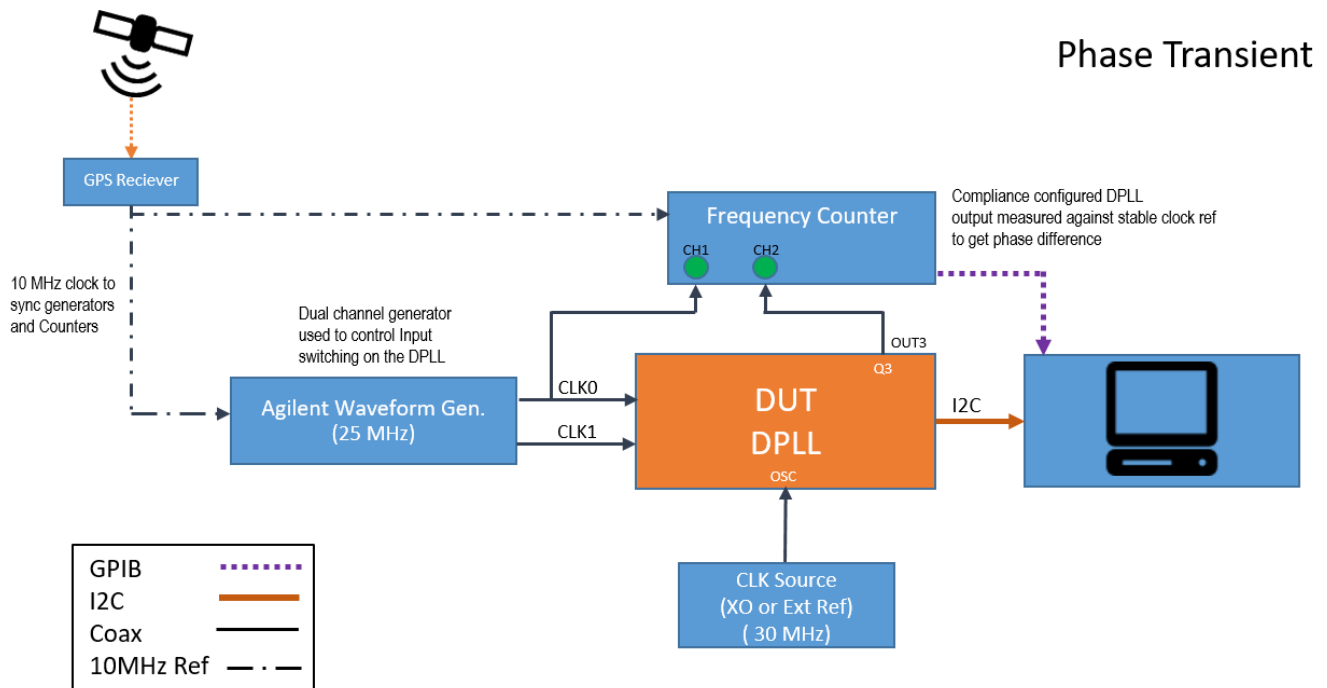 Phase Transient
GPS Reciever
Frequency Counter
CH1
CH2
Compliance configured DPLL
output measured against stable clock ref
to get phase difference
10 MHz clock to
sync generators
and Counters
Dual channel generator
used to control Input
switching on the DPLL
OUT3
Q3
Agilent Waveform Gen.
(25 MHz)
CLK0
CLK1
DUT
DPLL
OSC
I2C
CLK Source
(XO or Ext Ref)
( 30 MHz)
GPIB
I2C
Coax
10MHz Ref